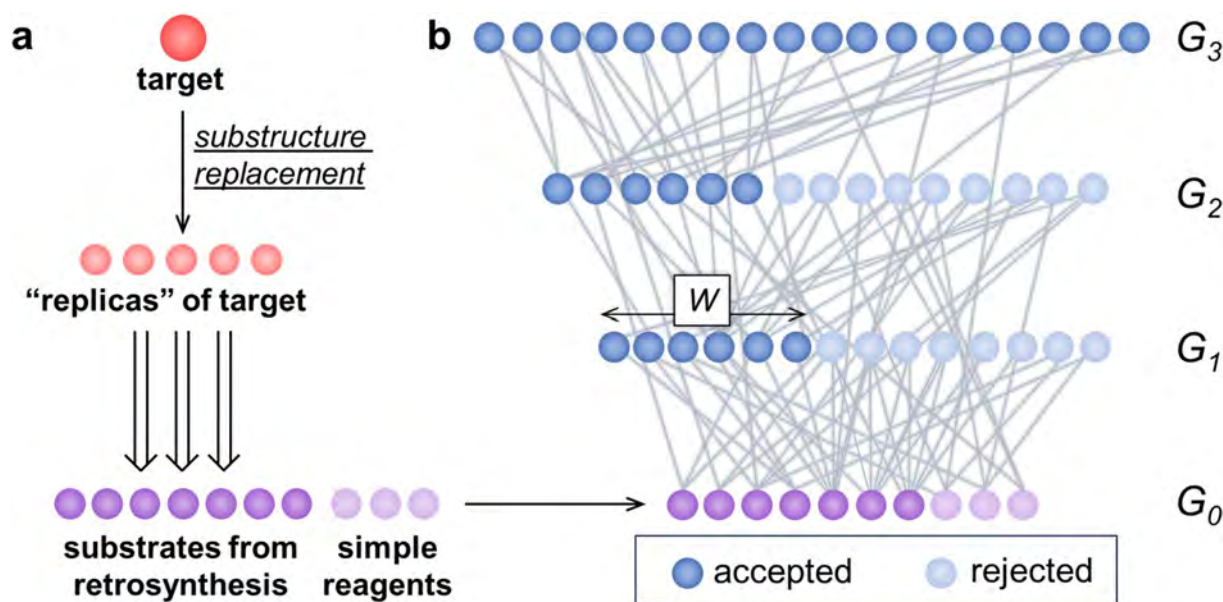 a
target
substructure
replacement
"replicas" of target
substrates from
retrosynthesis
simple
reagents
b
G3
G2
W
G1
G0
accepted
rejected